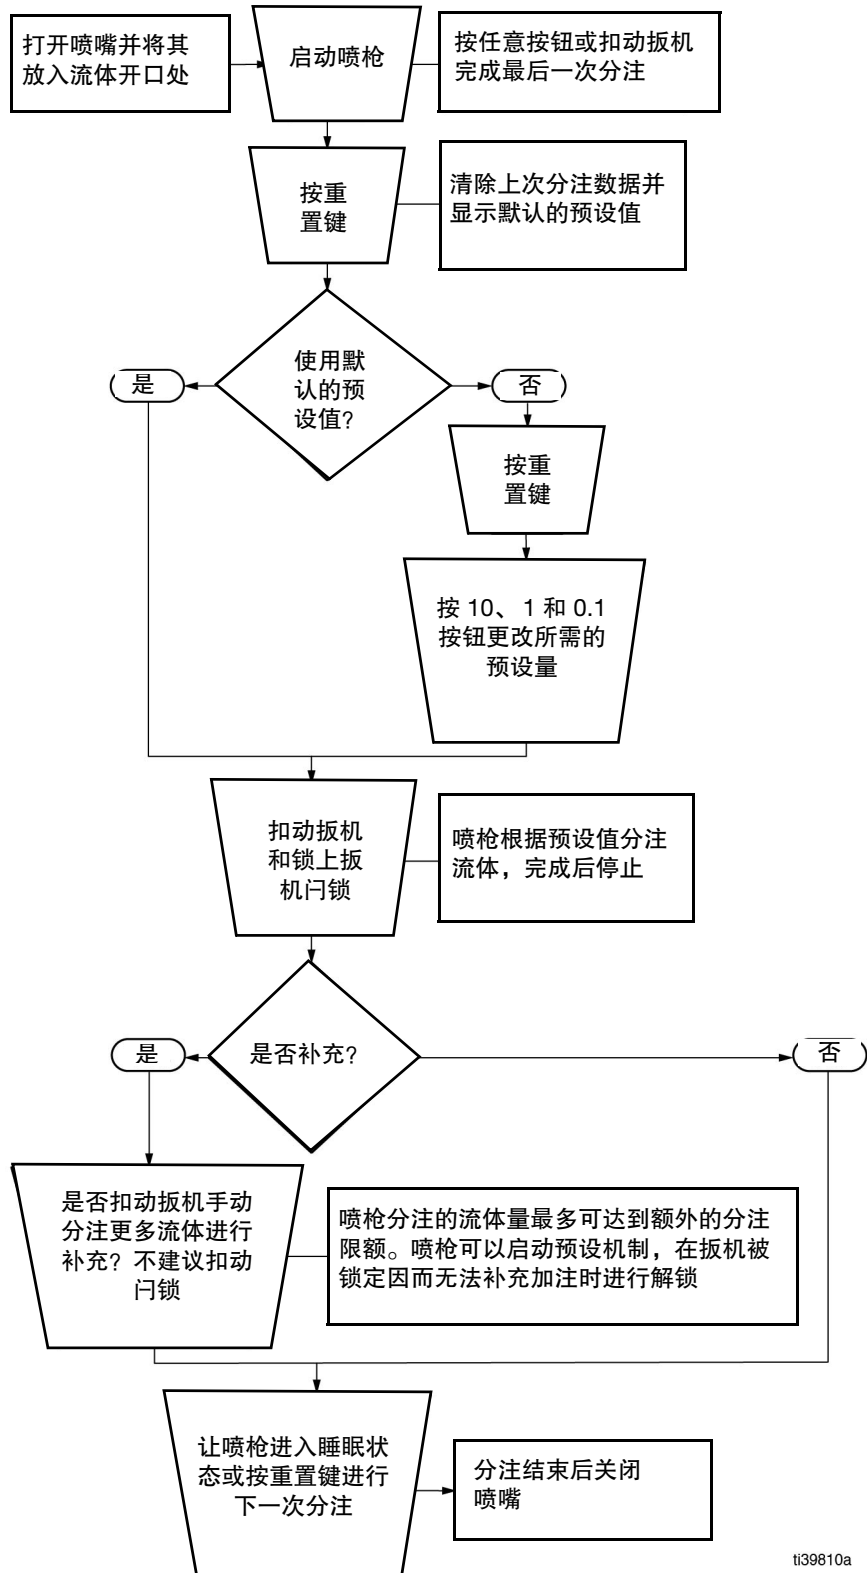 打开喷嘴并将其
放入流体开口处
启动喷枪
按任意按钮或扣动扳机
完成最后一次分注
按重
置键
清除上次分注数据并
显示默认的预设值
使用默
认的预
设值？
是
否
按重
置键
按 10、 1 和 0.1
按钮更改所需的
预设量
扣动扳机
和锁上扳
机闩锁
喷枪根据预设值分注
流体，完成后停止
是否补充？
是
否
是否扣动扳机手动
分注更多流体进行
补充？不建议扣动
闩锁
喷枪分注的流体量最多可达到额外的分注
限额。喷枪可以启动预设机制，在扳机被
锁定因而无法补充加注时进行解锁
让喷枪进入睡眠状
态或按重置键进行
下一次分注
分注结束后关闭
喷嘴
ti39810a